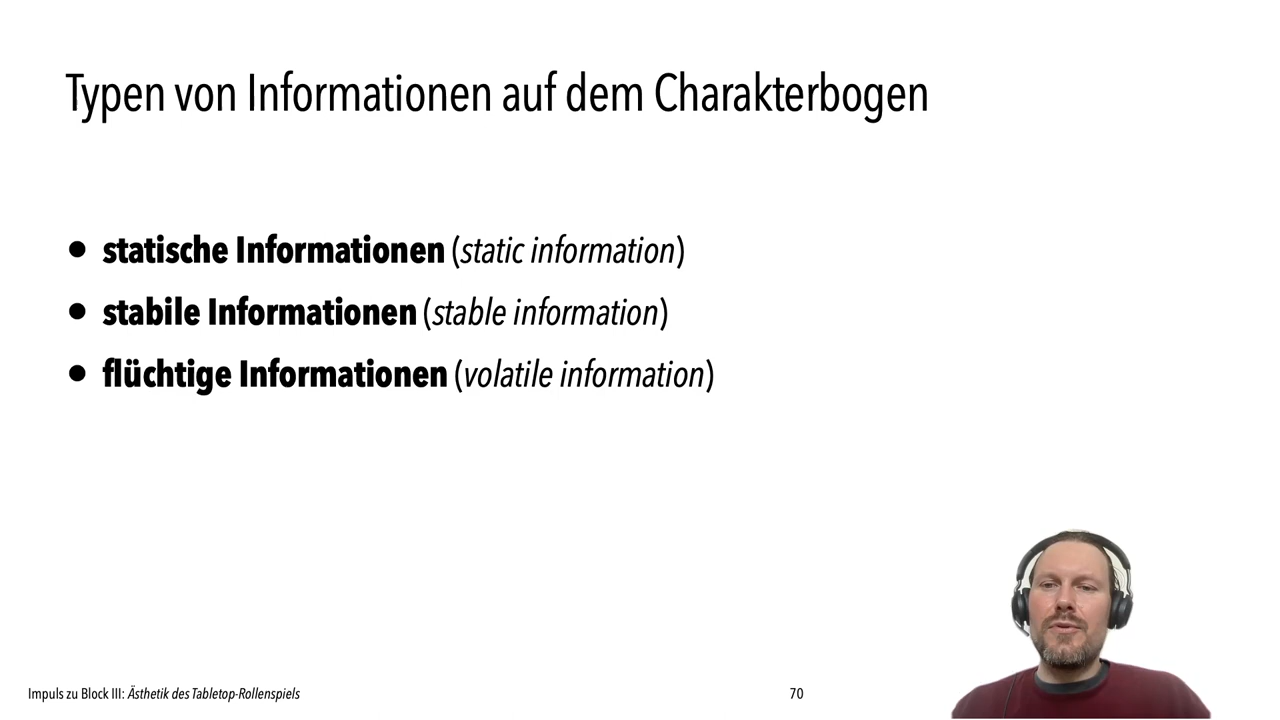 Typen von Informationen auf dem Charakterbogen
• statische Informationen (static information)
• stabile Informationen (stable information)
• flüchtige Informationen (volatile information)
Impuls zu Block III: Ästhetik des Tabletop-Rollenspiels
70